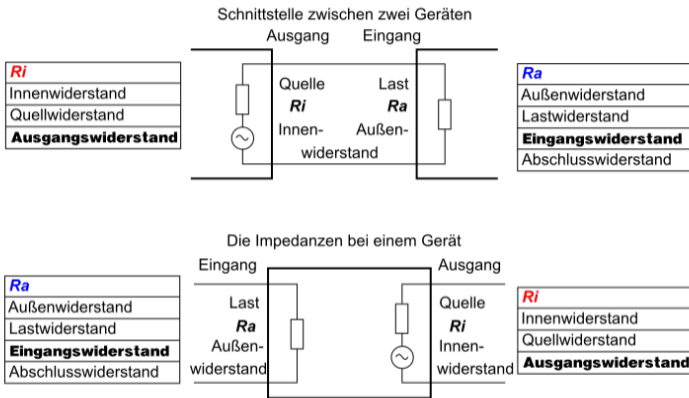 Schnittstelle zwischen zwei Geräten
Ausgang Eingang
Ri
Innenwiderstand
Quellwiderstand
Ausgangswiderstand
Quelle Last
Ri Ra
Innen- Außen-
widerstand
Ra
Außenwiderstand
Lastwiderstand
Eingangswiderstand
Abschlusswiderstand
Die Impedanzen bei einem Gerät
Eingang Ausgang
Ra
Außenwiderstand
Lastwiderstand
Eingangswiderstand
Abschlusswiderstand
Last
Ra
Außen-
widerstand
Quelle
Ri
Innen-
widerstand
Ri
Innenwiderstand
Quellwiderstand
Ausgangswiderstand